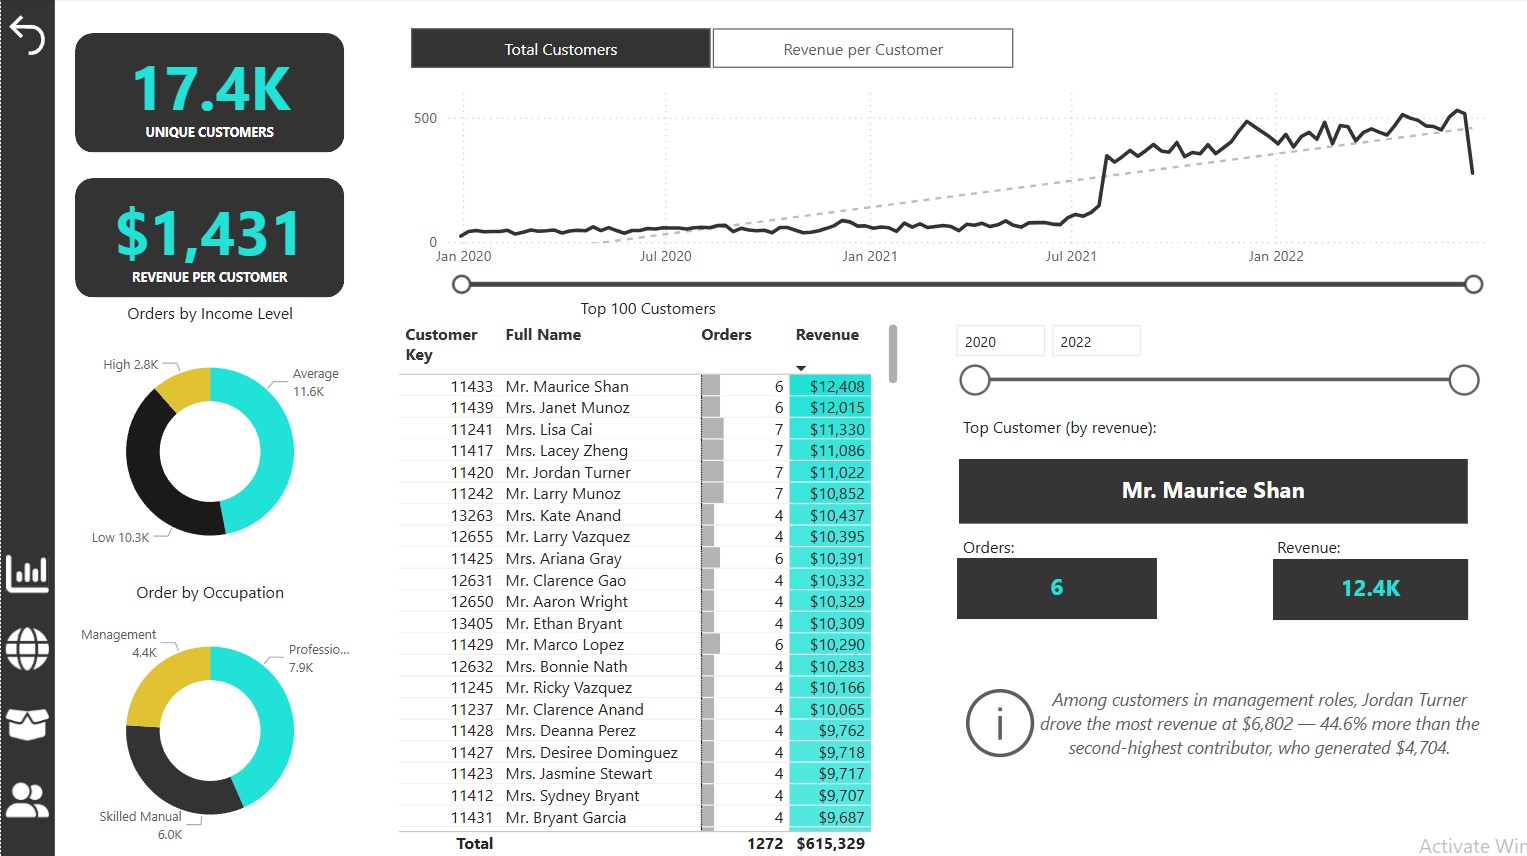 17.4K
UNIQUE CUSTOMERS
$1,431
REVENUE PER CUSTOMER
Total Customers
Revenue per Customer
500
0
Jan 2020
Jul 2020
Jan 2021
Jul 2021
Jan 2022
Orders by Income Level
High 2.8K
Average
11.6K
Low 10.3K
Order by Occupation
Management
4.4K
Professio...
7.9K
Skilled Manual
6.0K
Top 100 Customers
Customer Key Full Name Orders Revenue
11433 Mr. Maurice Shan 6 $12,408
11439 Mrs. Janet Munoz 6 $12,015
11241 Mrs. Lisa Cai 7 $11,330
11417 Mrs. Lacey Zheng 7 $11,086
11420 Mr. Jordan Turner 7 $11,022
11242 Mr. Larry Munoz 7 $10,852
13263 Mrs. Kate Anand 4 $10,437
12655 Mr. Larry Vazquez 4 $10,395
11425 Mrs. Ariana Gray 6 $10,391
12631 Mr. Clarence Gao 4 $10,332
12650 Mr. Aaron Wright 4 $10,329
13405 Mr. Ethan Bryant 4 $10,309
11429 Mr. Marco Lopez 6 $10,290
12632 Mrs. Bonnie Nath 4 $10,283
11245 Mr. Ricky Vazquez 4 $10,166
11237 Mr. Clarence Anand 4 $10,065
11428 Mrs. Deanna Perez 4 $9,762
11427 Mrs. Desiree Dominguez 4 $9,718
11423 Mrs. Jasmine Stewart 4 $9,717
11412 Mrs. Sydney Bryant 4 $9,707
11431 Mr. Bryant Garcia 4 $9,687
Total 1272 $615,329
2020
2022
Top Customer (by revenue):
Mr. Maurice Shan
Orders:
6
Revenue:
12.4K
i
Among customers in management roles, Jordan Turner
drove the most revenue at $6,802 — 44.6% more than the
second-highest contributor, who generated $4,704.
Activate Win